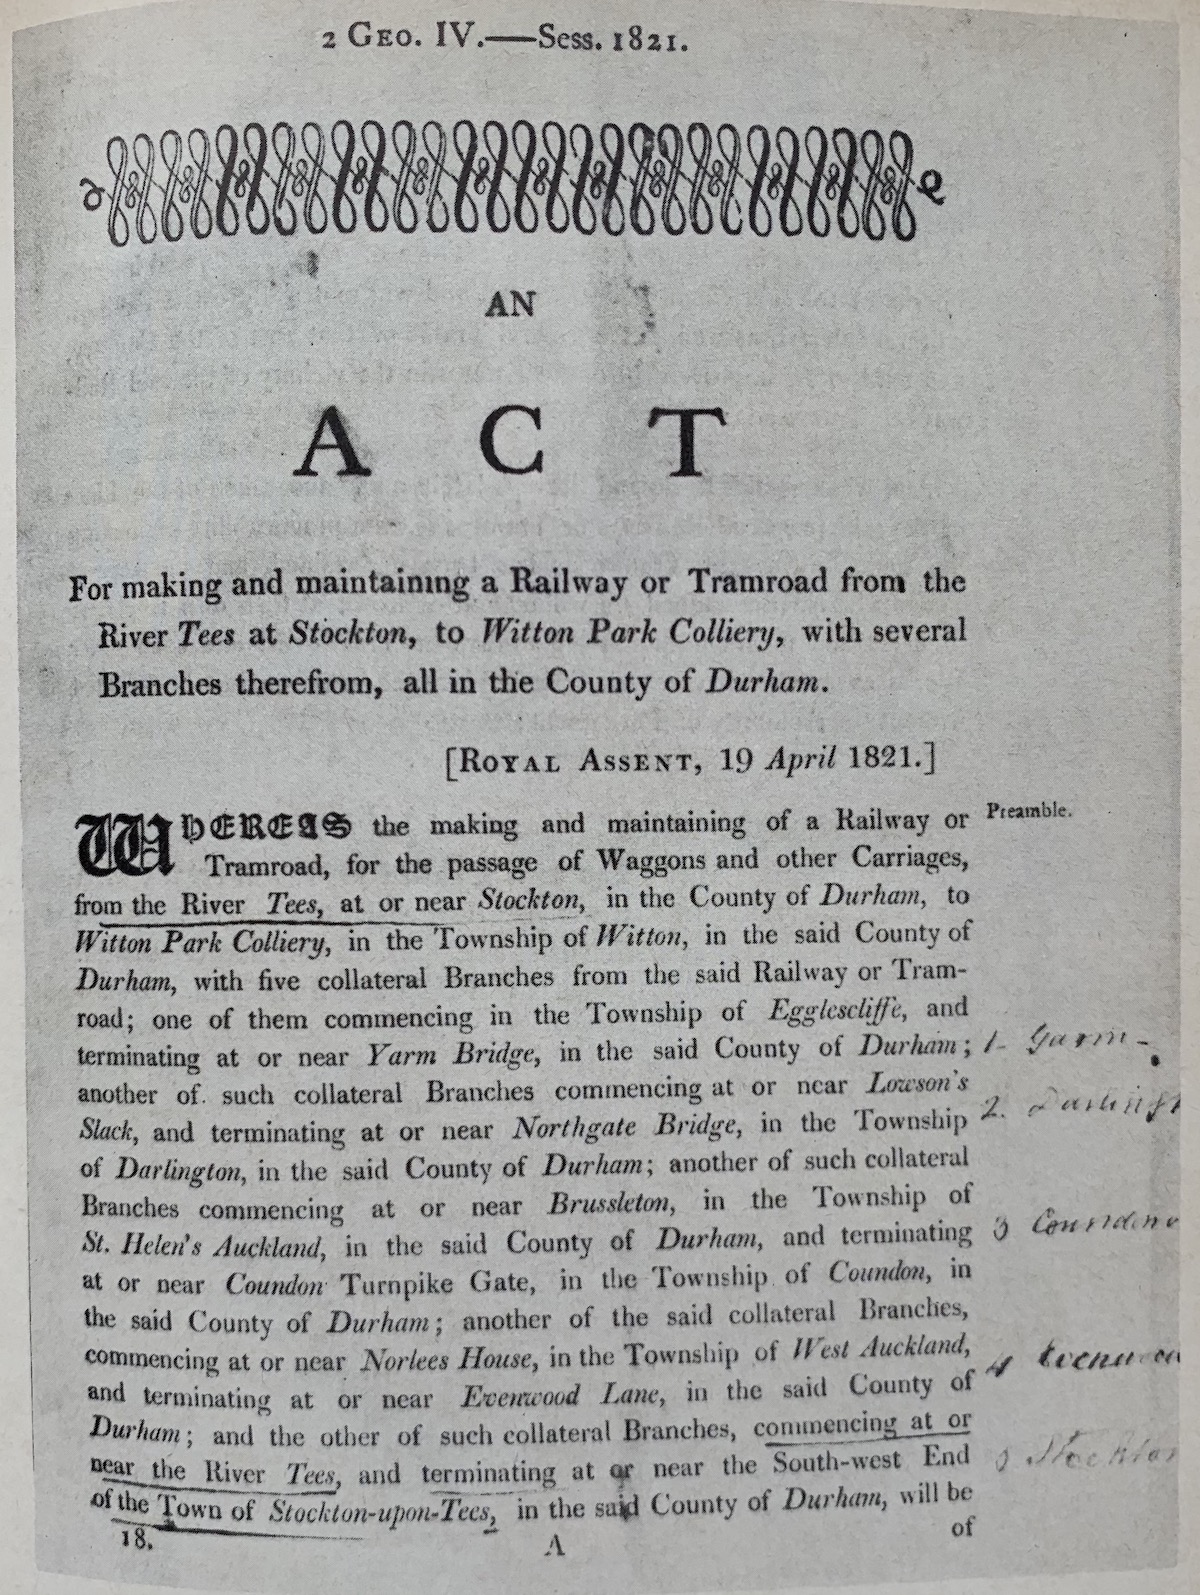 2 GEO. IV.—Sess. 1821.
AN
ACT
For making and maintaining a Railway or Tramroad from the
River Tees at Stockton, to Witton Park Colliery, with several
Branches therefrom, all in the County of Durham.
[ROYAL ASSENT, 19 April 1821.]
WHEREAS the making and maintaining of a Railway or
Preamble.
Tramroad, for the passage of Waggons and other Carriages,
from the River Tees, at or near Stockton, in the County of Durham, to
Witton Park Colliery, in the Township of Witton, in the said County of
Durham, with five collateral Branches from the said Railway or Tram-
road; one of them commencing in the Township of Egglescliffe, and
terminating at or near Yarm Bridge, in the said County of Durham;
1- Yarm -
another of such collateral Branches commencing at or near Lowson's
Slack, and terminating at or near Northgate Bridge, in the Township
2.
of Darlington, in the said County of Durham; another of such collateral
Branches commencing at or near Brussleton, in the Township of
St. Helen's Auckland, in the said County of Durham, and terminating
3
at or near Coundon Turnpike Gate, in the Township of Coundon, in
the said County of Durham; another of the said collateral Branches,
commencing at or near Norlees House, in the Township of West Auckland,
4
and terminating at or near Evenwood Lane, in the said County of
Durham; and the other of such collateral Branches, commencing at or
near the River Tees, and terminating at or near the South-west End
of the Town of Stockton-upon-Tees, in the said County of Durham, will be
18.
A
of